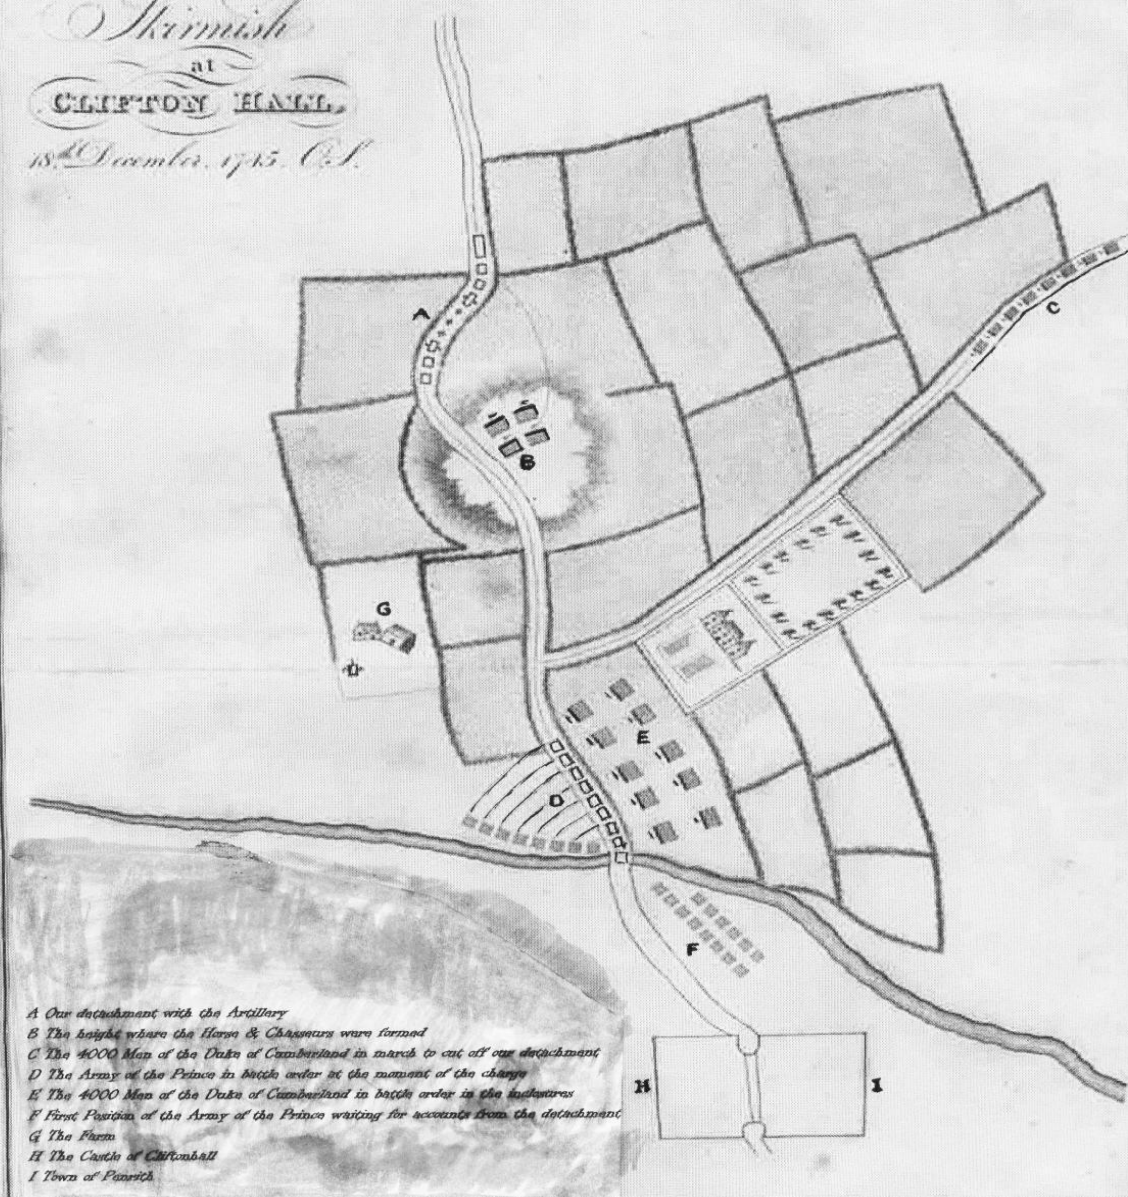 Skirmish
at
CLIFTON HALL.
18th December, 1745. O.S.
A
C
B
G
E
D
F
H
I
A Our detachment with the Artillery
B The height where the Horse & Chasseurs were formed
C The 4000 Men of the Duke of Cumberland in march to cut off our detachment
D The Army of the Prince in battle order at the moment of the charge
E The 4000 Men of the Duke of Cumberland in battle order in the inclosures
F First Position of the Army of the Prince waiting for accounts from the detachment
G The Farm
H The Castle of Cliftonhall
I Town of Penrith